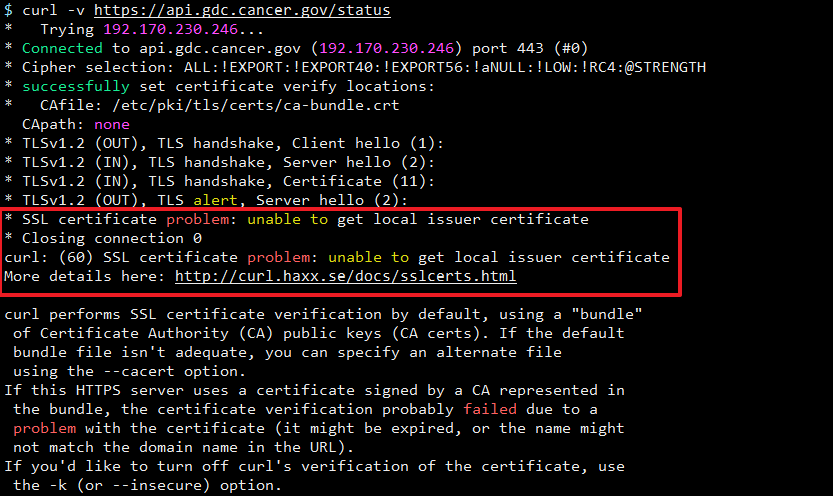 $ curl -v https://api.gdc.cancer.gov/status
*   Trying 192.170.230.246...
* Connected to api.gdc.cancer.gov (192.170.230.246) port 443 (#0)
* Cipher selection: ALL:!EXPORT:!EXPORT40:!EXPORT56:!aNULL:!LOW:!RC4:@STRENGTH
* successfully set certificate verify locations:
*   CAfile: /etc/pki/tls/certs/ca-bundle.crt
  CApath: none
* TLSv1.2 (OUT), TLS handshake, Client hello (1):
* TLSv1.2 (IN), TLS handshake, Server hello (2):
* TLSv1.2 (IN), TLS handshake, Certificate (11):
* TLSv1.2 (OUT), TLS alert, Server hello (2):
* SSL certificate problem: unable to get local issuer certificate
* Closing connection 0
curl: (60) SSL certificate problem: unable to get local issuer certificate
More details here: http://curl.haxx.se/docs/sslcerts.html
curl performs SSL certificate verification by default, using a "bundle"
 of Certificate Authority (CA) public keys (CA certs). If the default
 bundle file isn't adequate, you can specify an alternate file
 using the --cacert option.
If this HTTPS server uses a certificate signed by a CA represented in
 the bundle, the certificate verification probably failed due to a
 problem with the certificate (it might be expired, or the name might
 not match the domain name in the URL).
If you'd like to turn off curl's verification of the certificate, use
 the -k (or --insecure) option.